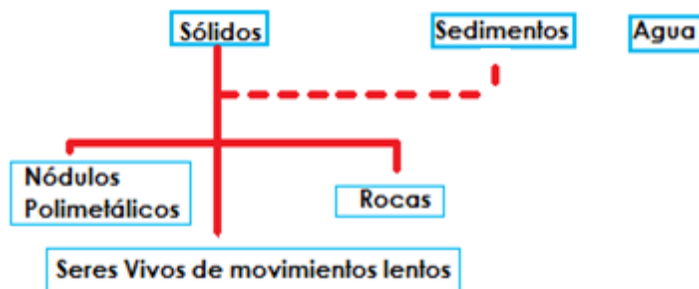 Sólidos
Sedimentos
Agua
Nódulos
Polimetálicos
Rocas
Seres Vivos de movimientos lentos